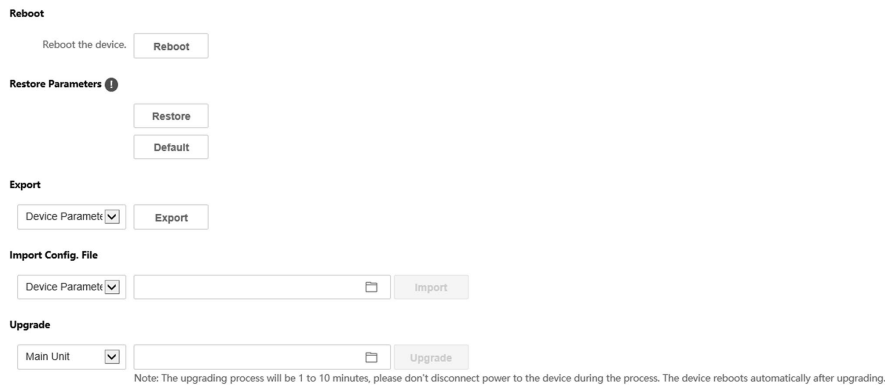 Reboot
Reboot the device. Reboot
Restore Parameters
Restore
Default
Export
Device Paramete Export
Import Config. File
Device Paramete Import
Upgrade
Main Unit Upgrade
Note: The upgrading process will be 1 to 10 minutes, please don't disconnect power to the device during the process. The device reboots automatically after upgrading.